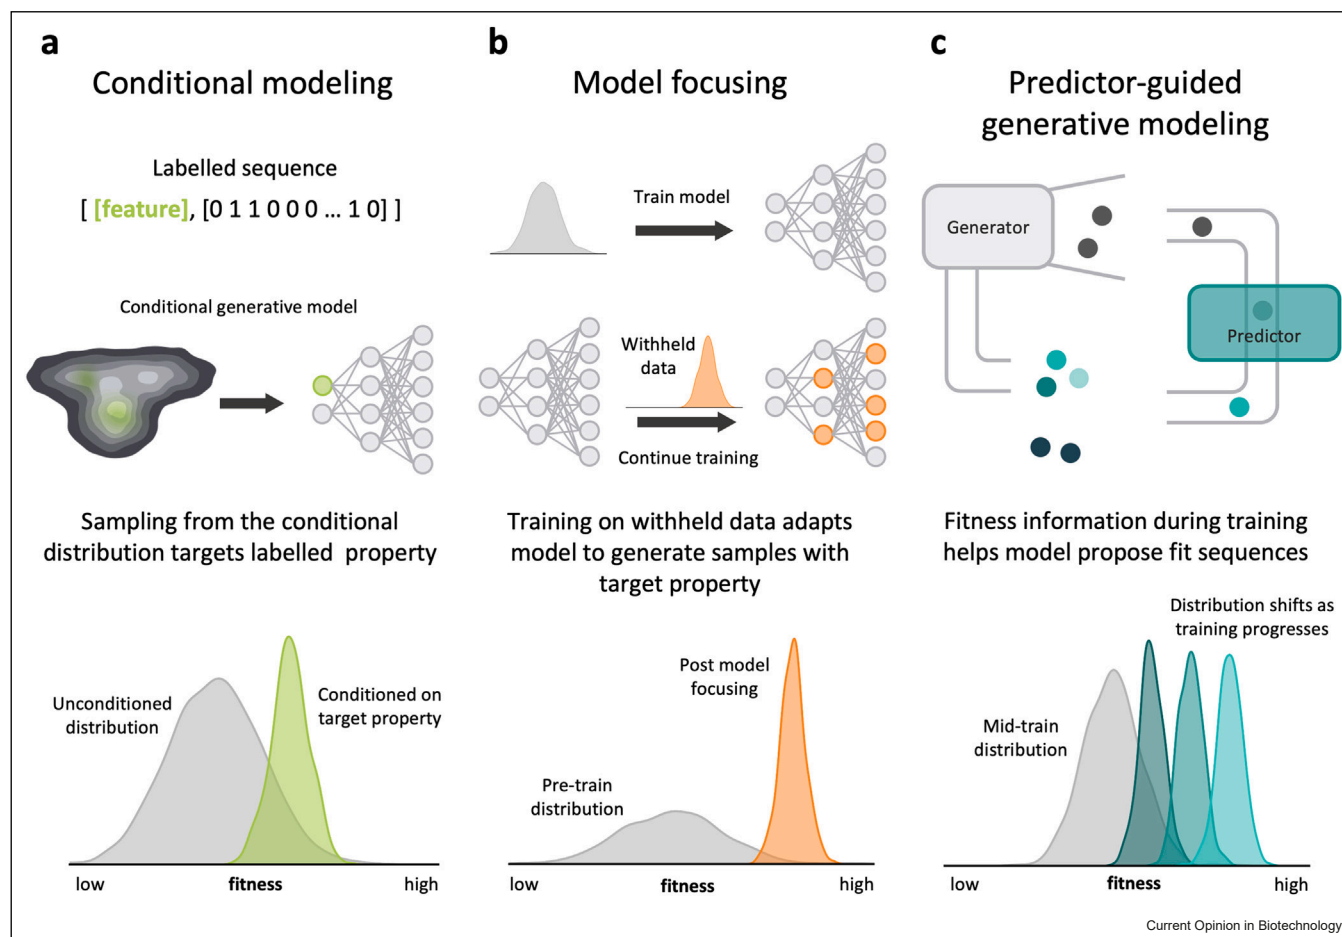 a
Conditional modeling
Labelled sequence
[ [feature], [0 1 1 0 0 0 ... 1 0] ]
Conditional generative model
Sampling from the conditional
distribution targets labelled property
Unconditioned
distribution
Conditioned on
target property
low
fitness
high
b
Model focusing
Train model
Withheld
data
Continue training
Training on withheld data adapts
model to generate samples with
target property
Post model
focusing
Pre-train
distribution
low
fitness
high
c
Predictor-guided
generative modeling
Generator
Predictor
Fitness information during training
helps model propose fit sequences
Distribution shifts as
training progresses
Mid-train
distribution
low
fitness
high
Current Opinion in Biotechnology